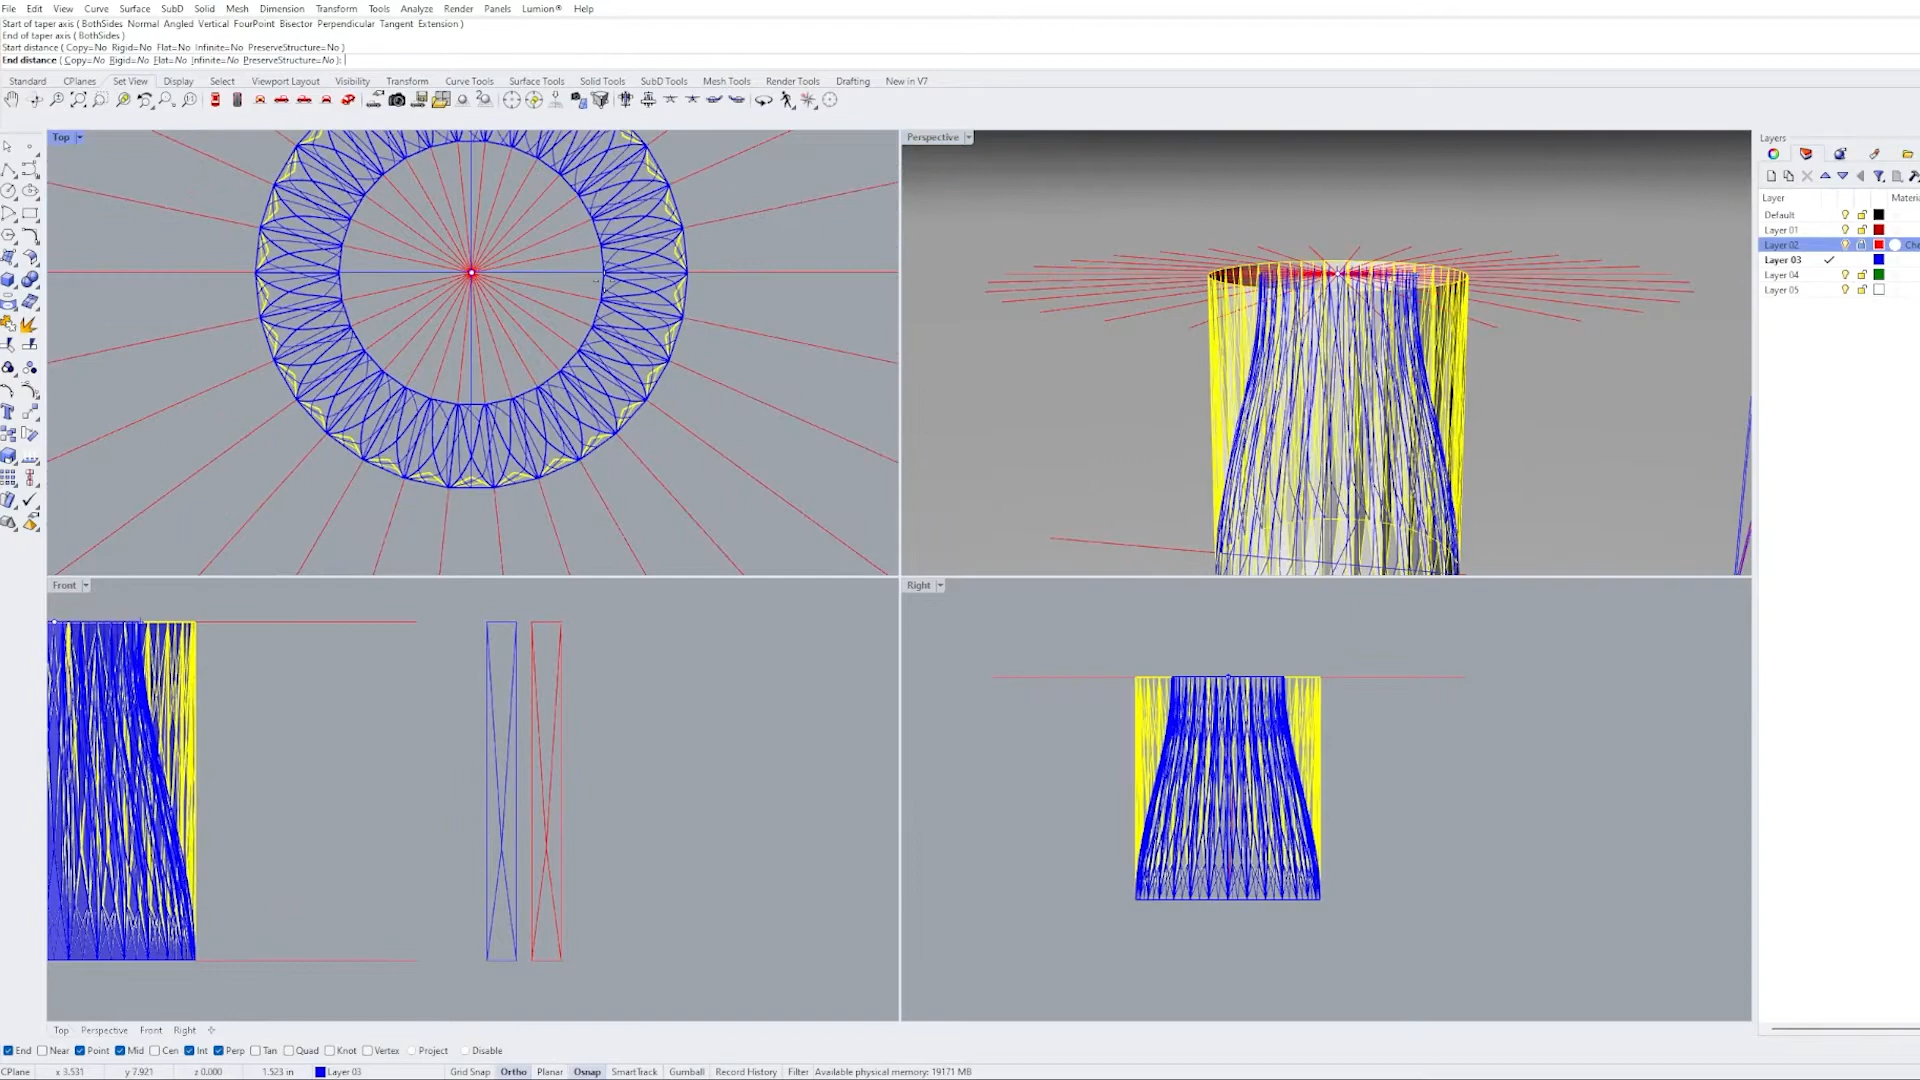 File Edit View Curve Surface SubD Solid Mesh Dimension Transform Tools Analyze Render Panels Lumion® Help
Start of taper axis ( BothSides Normal Angled Vertical FourPoint Bisector Perpendicular Tangent Extension )
End of taper axis ( BothSides )
Start distance ( Copy=No Rigid=No Flat=No Infinite=No PreserveStructure=No )
End distance ( Copy=No Rigid=No Flat=No Infinite=No PreserveStructure=No ):
Standard CPlanes Set View Display Select Viewport Layout Visibility Transform Curve Tools Surface Tools Solid Tools SubD Tools Mesh Tools Render Tools Drafting New in V7
Top
Perspective
Layers
Layer Materi
Default
Layer 01
Layer 02 Che
Layer 03
Layer 04
Layer 05
Front
Right
Top Perspective Front Right
End Near Point Mid Cen Int Perp Tan Quad Knot Vertex Project Disable
CPlane x 3.531 y 7.921 z 0.000 1.523 in Layer 03 Grid Snap Ortho Planar Osnap SmartTrack Gumball Record History Filter Available physical memory: 19171 MB